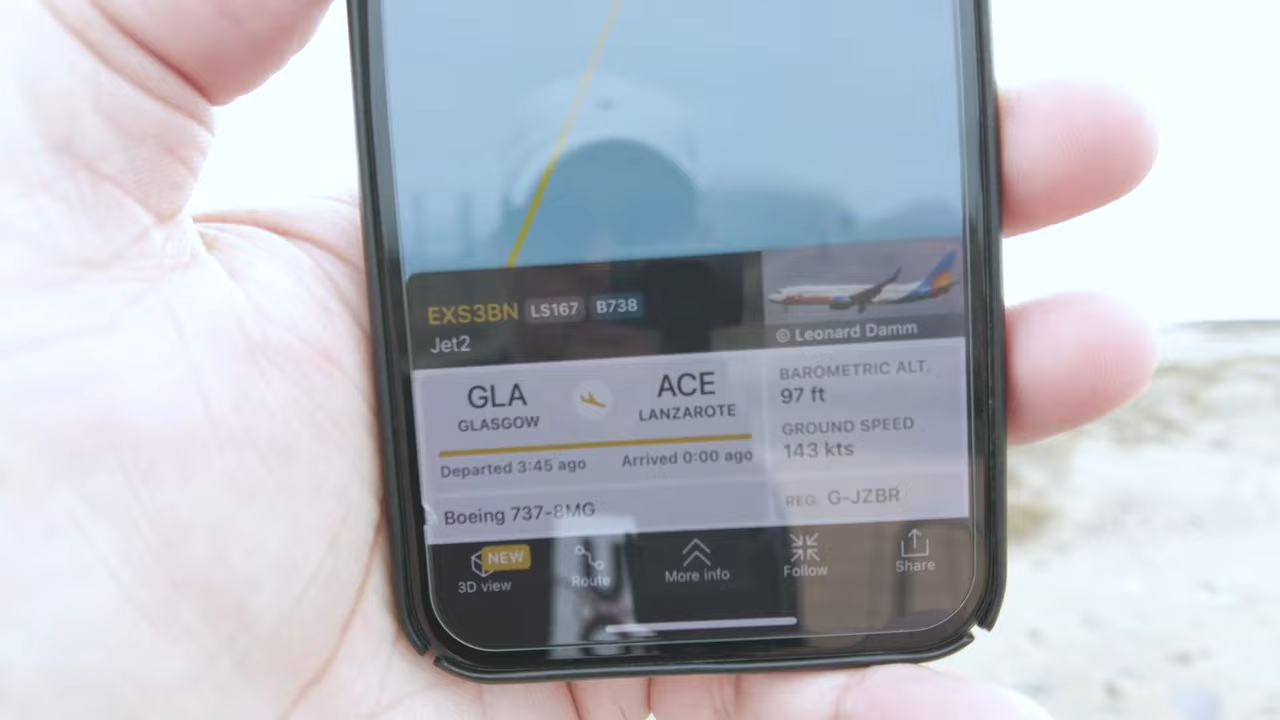 EXS3BN LS167 B738
Jet2
© Leonard Damm
GLA
GLASGOW
ACE
LANZAROTE
Departed 3:45 ago
Arrived 0:00 ago
BAROMETRIC ALT.
97 ft
GROUND SPEED
143 kts
Boeing 737-8MG
REG. G-JZBR
NEW
3D view
Route
More info
Follow
Share